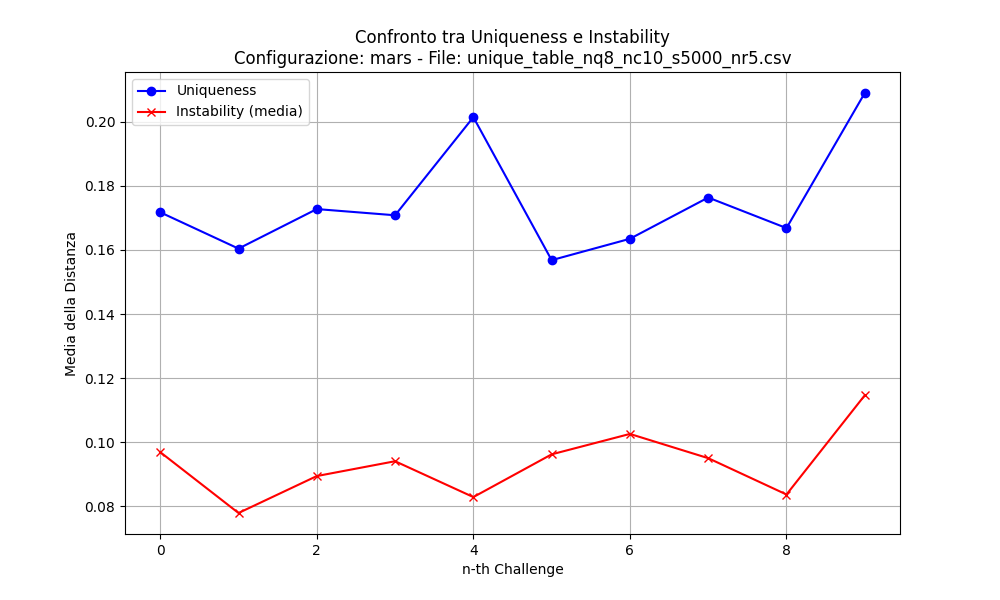 Confronto tra Uniqueness e Instability
Configurazione: mars - File: unique_table_nq8_nc10_s5000_nr5.csv
Uniqueness
Instability (media)
Media della Distanza
0.20
0.18
0.16
0.14
0.12
0.10
0.08
0 2 4 6 8
n-th Challenge